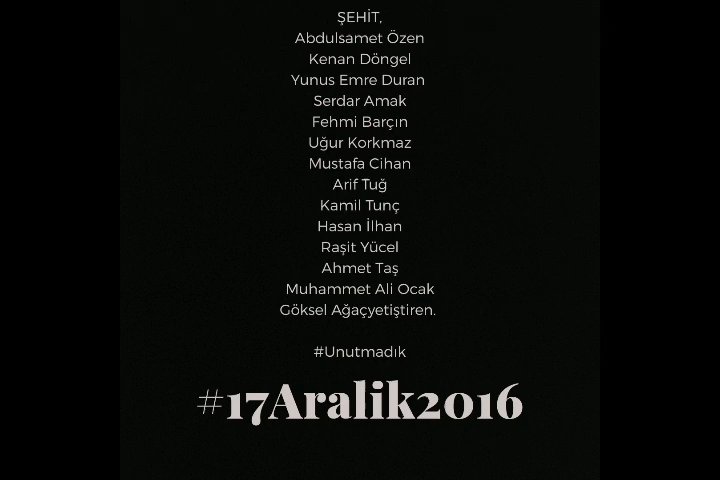 ŞEHİT,
Abdulsamet Özen
Kenan Döngel
Yunus Emre Duran
Serdar Amak
Fehmi Barçın
Uğur Korkmaz
Mustafa Cihan
Arif Tuğ
Kamil Tunç
Hasan İlhan
Raşit Yücel
Ahmet Taş
Muhammet Ali Ocak
Göksel Ağaçyetiştiren.
#Unutmadık
#17Aralik2016